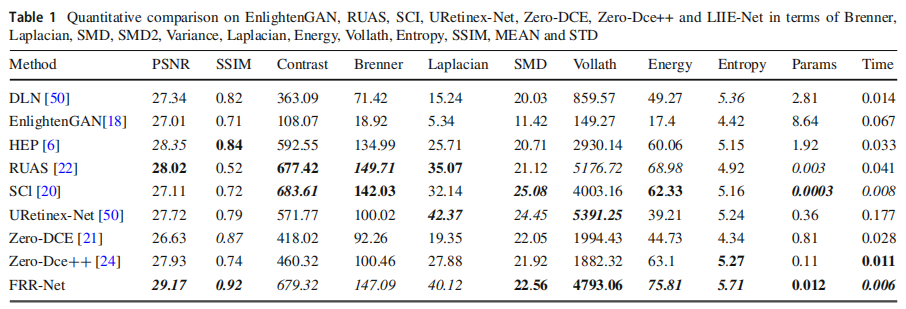 Table 1 Quantitative comparison on EnlightenGAN, RUAS, SCI, URetinex-Net, Zero-DCE, Zero-Dce++ and LIIE-Net in terms of Brenner,
Laplacian, SMD, SMD2, Variance, Laplacian, Energy, Vollath, Entropy, SSIM, MEAN and STD
Method PSNR SSIM Contrast Brenner Laplacian SMD Vollath Energy Entropy Params Time
DLN [50] 27.34 0.82 363.09 71.42 15.24 20.03 859.57 49.27 5.36 2.81 0.014
EnlightenGAN[18] 27.01 0.71 108.07 18.92 5.34 11.42 149.27 17.4 4.42 8.64 0.067
HEP [6] 28.35 0.84 592.55 134.99 25.71 20.71 2930.14 60.06 5.15 1.92 0.033
RUAS [22] 28.02 0.52 677.42 149.71 35.07 21.12 5176.72 68.98 4.92 0.003 0.041
SCI [20] 27.11 0.72 683.61 142.03 32.14 25.08 4003.16 62.33 5.16 0.0003 0.008
URetinex-Net [50] 27.72 0.79 571.77 100.02 42.37 24.45 5391.25 39.21 5.24 0.36 0.177
Zero-DCE [21] 26.63 0.87 418.02 92.26 19.35 22.05 1994.43 44.73 4.34 0.81 0.028
Zero-Dce++ [24] 27.93 0.74 460.32 100.46 27.88 21.92 1882.32 63.1 5.27 0.11 0.011
FRR-Net 29.17 0.92 679.32 147.09 40.12 22.56 4793.06 75.81 5.71 0.012 0.006